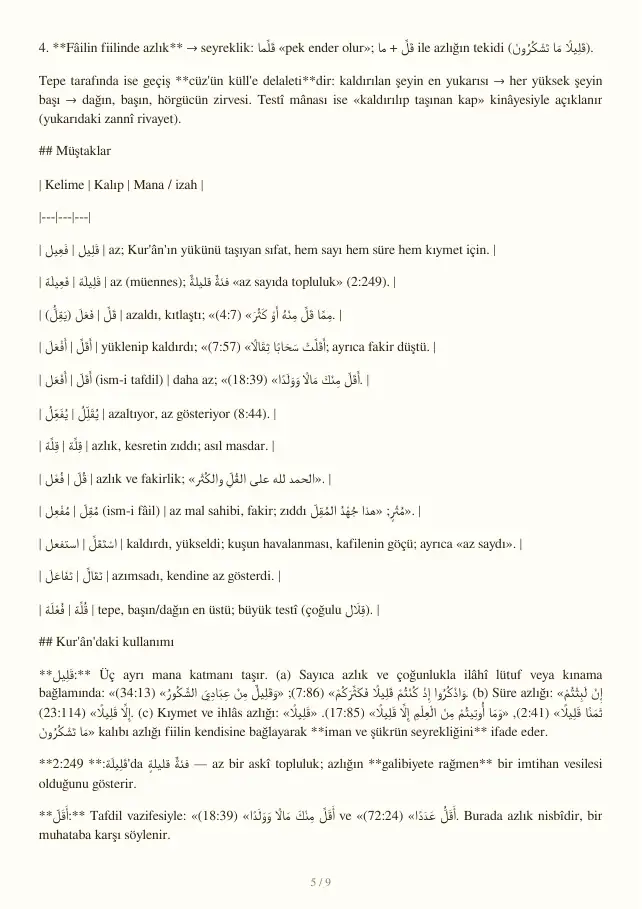 4. **Fâilin fiilinde azlık** → seyreklik: قَلَّمَا «pek ender olur»; قَلَّ + ما ile azlığın tekidi (قَلِيلًا مَا تَشْكُرُونَ).
Tepe tarafında ise geçiş **cüz'ün küll'e delaleti**dir: kaldırılan şeyin en yukarısı → her yüksek şeyin
başı → dağın, başın, hörgücün zirvesi. Testî mânası ise «kaldırılıp taşınan kap» kinâyesiyle açıklanır
(yukarıdaki zannî rivayet).
## Müştaklar
| Kelime | Kalıp | Mana / izah |
|---|---|---|
| قَلِيل | فَعِيل | az; Kur'ân'ın yükünü taşıyan sıfat, hem sayı hem süre hem kıymet için. |
| قَلِيلَة | فَعِيلَة | az (müennes); فئةٌ قليلةٌ «az sayıda topluluk» (2:249). |
| قَلَّ | فَعَلَ (يَقِلُّ) | azaldı, kıtlaştı; «مِمَّا قَلَّ مِنْهُ أَوْ كَثُرَ» (4:7). |
| أَقَلَّ | أَفْعَلَ | yüklenip kaldırdı; «أَقَلَّتْ سَحَابًا ثِقَالًا» (7:57); ayrıca fakir düştü. |
| أَقَلّ | أَفْعَل (ism-i tafdil) | daha az; «أَقَلَّ مِنْكَ مَالًا وَوَلَدًا» (18:39). |
| يُقَلِّلُ | يُفَعِّلُ | azaltıyor, az gösteriyor (8:44). |
| قِلَّة | قِلَّة | azlık, kesretin zıddı; asıl masdar. |
| قُلّ | فُعْل | azlık ve fakirlik; «الحمد لله على القُلِّ والكُثْر». |
| مُقِلّ | مُفْعِل (ism-i fâil) | az mal sahibi, fakir; zıddı مُثْرٍ; «هذا جُهْدُ المُقِلّ». |
| اسْتَقَلَّ | استفعل | kaldırdı, yükseldi; kuşun havalanması, kafilenin göçü; ayrıca «az saydı». |
| تَقَالَّ | تَفَاعَلَ | azımsadı, kendine az gösterdi. |
| قُلَّة | فُعْلَة | tepe, başın/dağın en üstü; büyük testî (çoğulu قِلَال). |
## Kur'ân'daki kullanımı
**قَلِيل:** Üç ayrı mana katmanı taşır. (a) Sayıca azlık ve çoğunlukla ilâhî lütuf veya kınama
bağlamında: «وَقَلِيلٌ مِنْ عِبَادِيَ الشَّكُورُ» (34:13); «وَاذْكُرُوا إِذْ كُنْتُمْ قَلِيلًا فَكَثَّرَكُمْ» (7:86). (b) Süre azlığı: «إِنْ لَبِثْتُمْ
إِلَّا قَلِيلًا» (23:114). (c) Kıymet ve ihlâs azlığı: «ثَمَنًا قَلِيلًا» (2:41), «وَمَا أُوتِيتُمْ مِنَ الْعِلْمِ إِلَّا قَلِيلًا» (17:85). «قَلِيلًا
مَا تَشْكُرُونَ» kalıbı azlığı fiilin kendisine bağlayarak **iman ve şükrün seyrekliğini** ifade eder.
**قَلِيلَة:** 2:249'da فئةٌ قليلةٍ — az bir askî topluluk; azlığın **galibiyete rağmen** bir imtihan vesilesi
olduğunu gösterir.
**أَقَلّ:** Tafdil vazifesiyle: «أَقَلَّ مِنْكَ مَالًا وَوَلَدًا» (18:39) ve «أَقَلُّ عَدَدًا» (72:24). Burada azlık nisbîdir, bir
muhataba karşı söylenir.
5 / 9